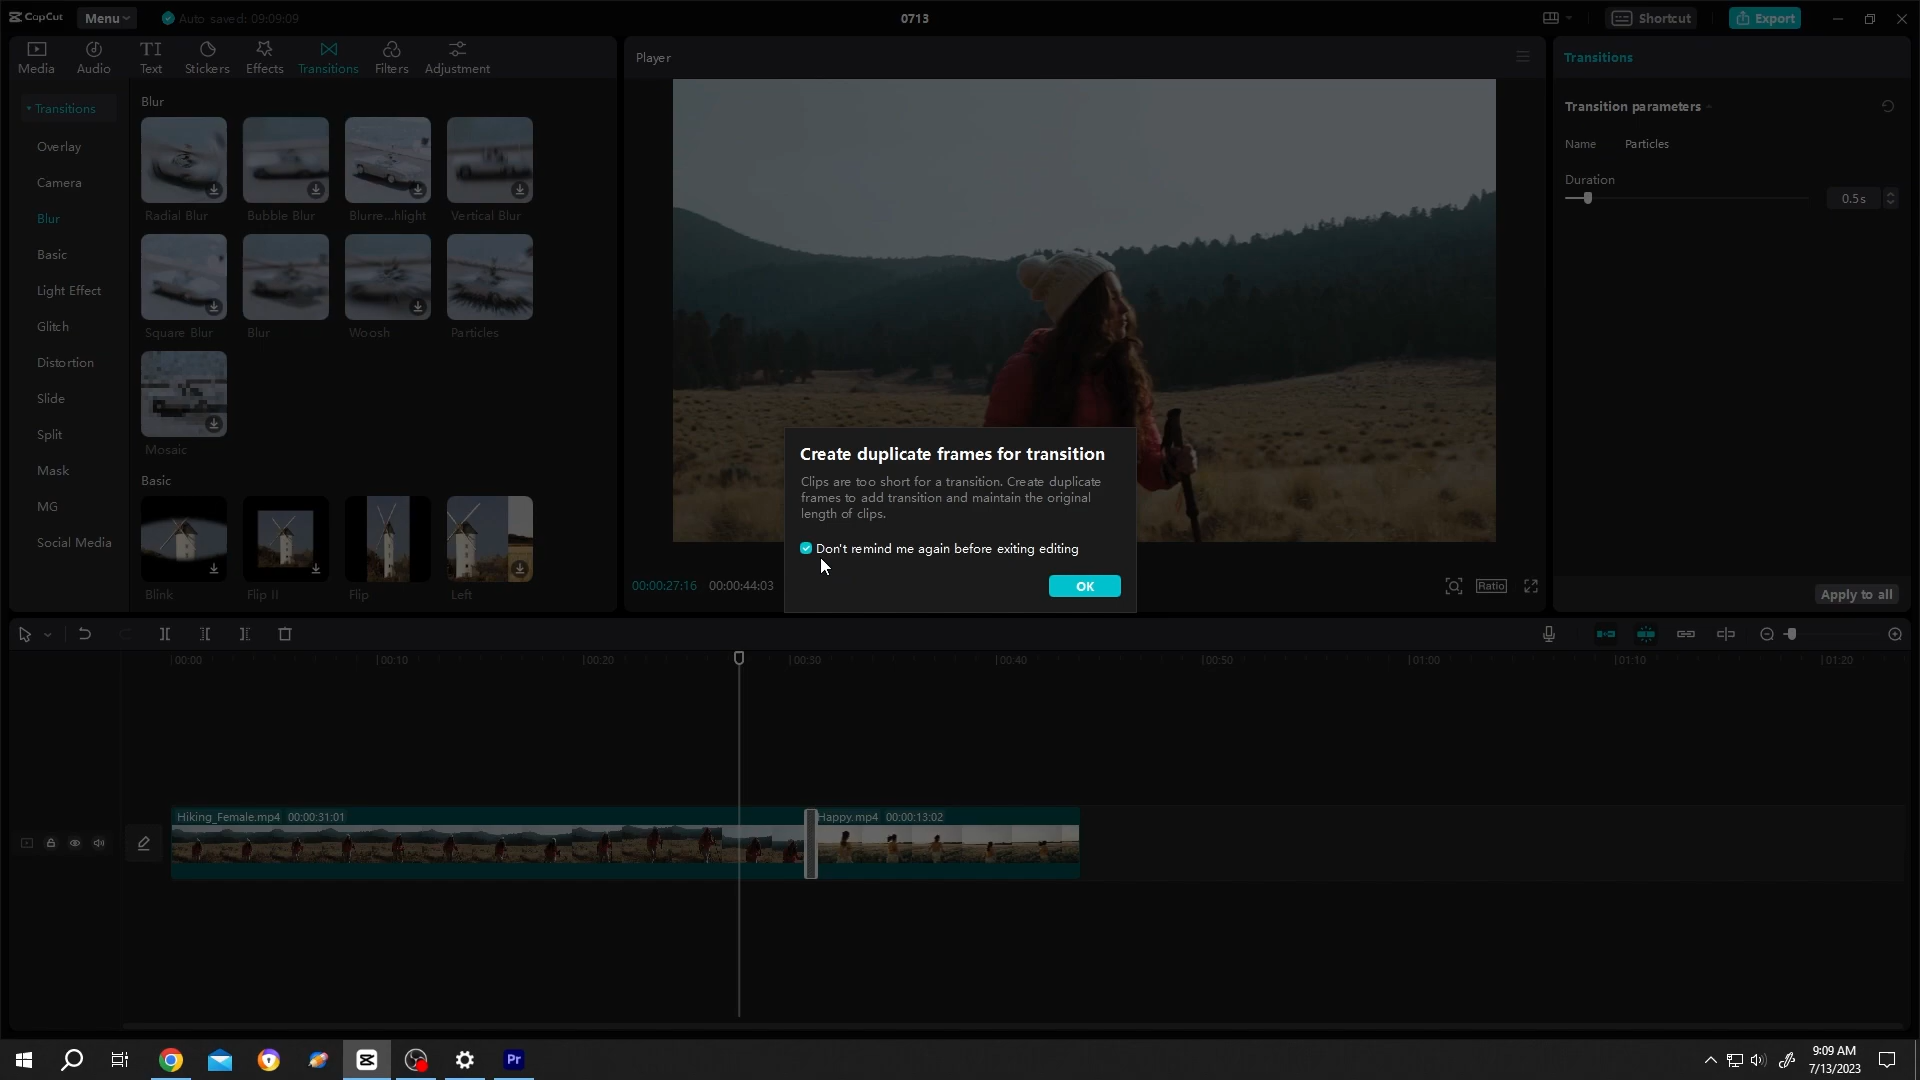 CapCut
Menu
Auto saved: 09:09:09
0713
Shortcut
Export
Media
Audio
TI
Text
Stickers
Effects
Transitions
Filters
Adjustment
Transitions
Overlay
Camera
Blur
Basic
Light Effect
Glitch
Distortion
Slide
Split
Mask
MG
Social Media
Blur
Radial Blur
Bubble Blur
Blurre...hlight
Vertical Blur
Square Blur
Blur
Woosh
Particles
Mosaic
Basic
Blink
Flip II
Flip
Left
Player
00:00:27:16
00:00:44:03
Ratio
Create duplicate frames for transition
Clips are too short for a transition. Create duplicate
frames to add transition and maintain the original
length of clips.
Don't remind me again before exiting editing
OK
Transitions
Transition parameters
Name
Particles
Duration
0.5s
Apply to all
00:00
00:10
00:20
00:30
00:40
00:50
01:00
01:10
01:20
Hiking_Female.mp4 00:00:31:01
Happy.mp4 00:00:13:02
Pr
9:09 AM
7/13/2023